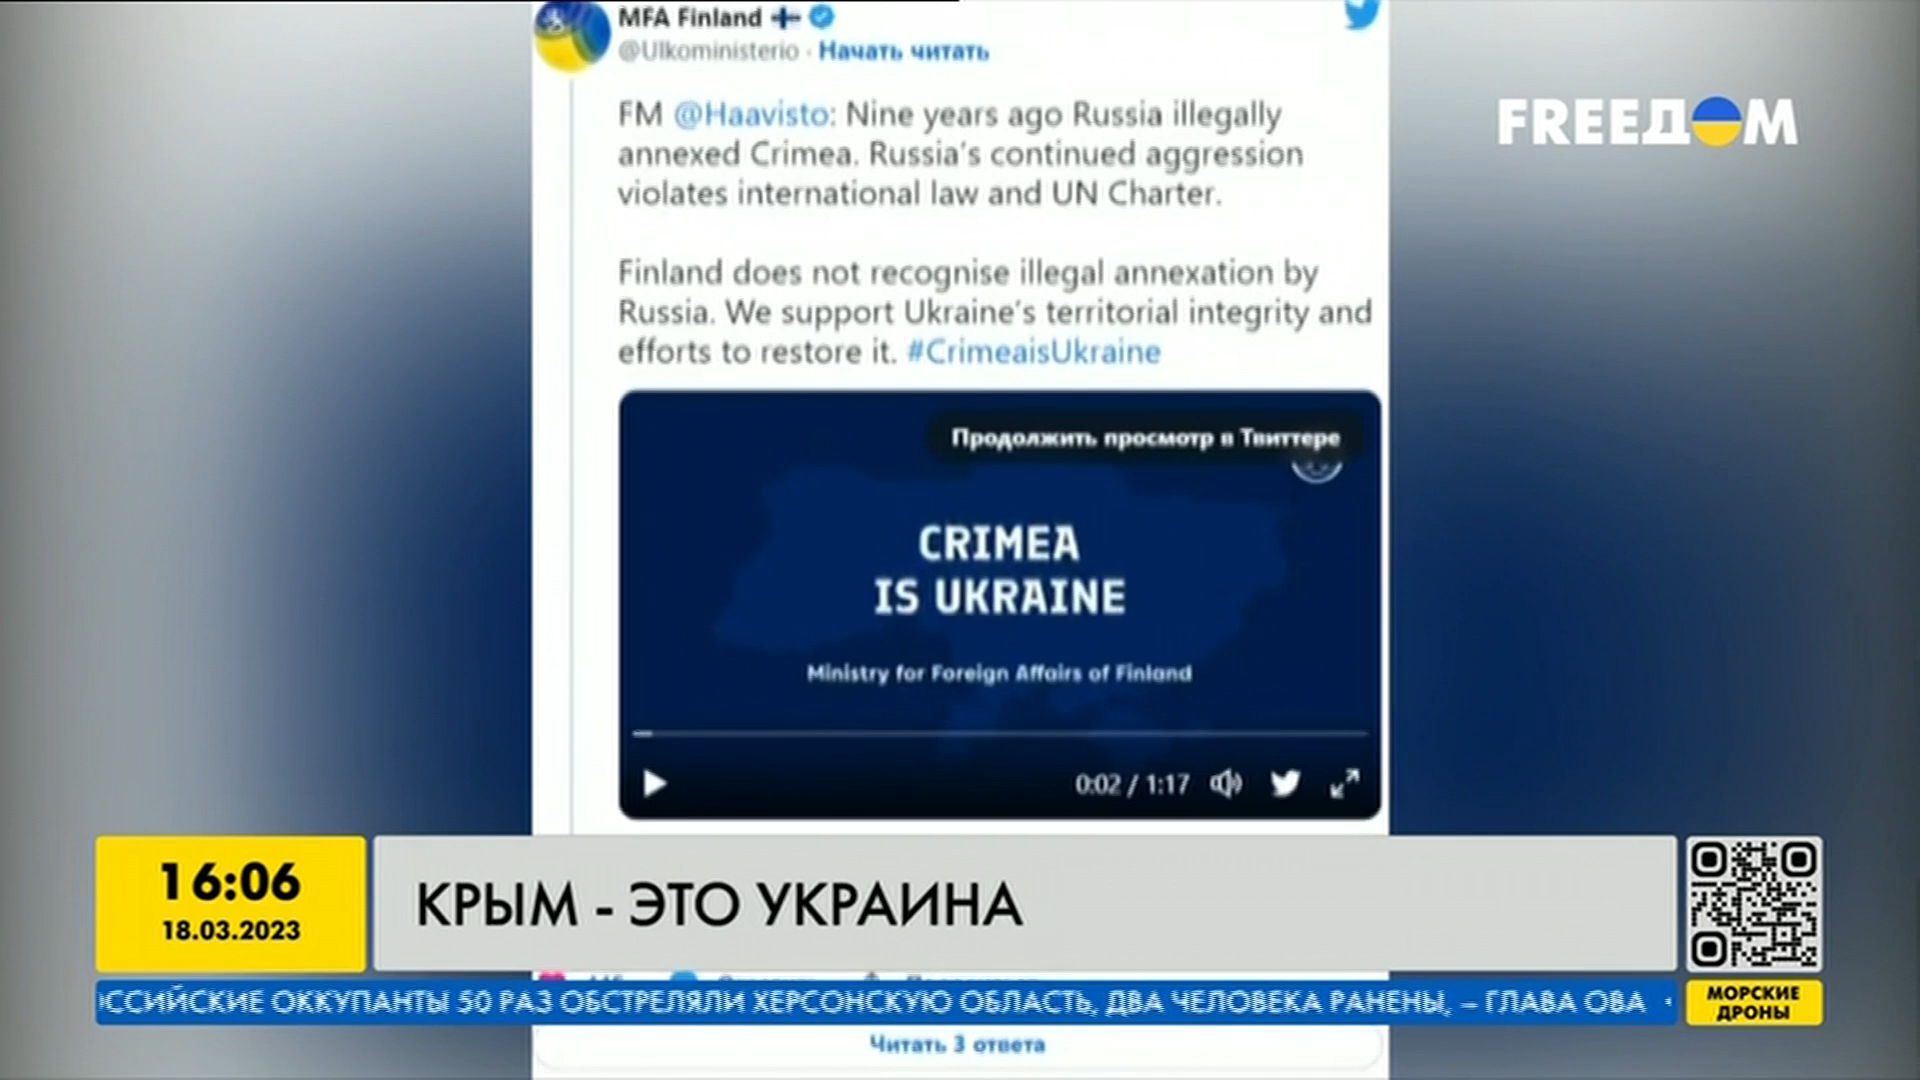 MFA Finland
@Ulkoministerio · Начать читать
FREEДOM
FM @Haavisto: Nine years ago Russia illegally
annexed Crimea. Russia's continued aggression
violates international law and UN Charter.
Finland does not recognise illegal annexation by
Russia. We support Ukraine's territorial integrity and
efforts to restore it. #CrimeaisUkraine
Продолжить просмотр в Твиттере
CRIMEA
IS UKRAINE
Ministry for Foreign Affairs of Finland
0:02 / 1:17
16:06
18.03.2023
КРЫМ - ЭТО УКРАИНА
ОККУПАНТЫ 50 РАЗ ОБСТРЕЛЯЛИ ХЕРСОНСКУЮ ОБЛАСТЬ, ДВА ЧЕЛОВЕКА РАНЕНЫ, – ГЛАВА ОВА
МОРСКИЕ
ДРОНЫ
Читать 3 ответа